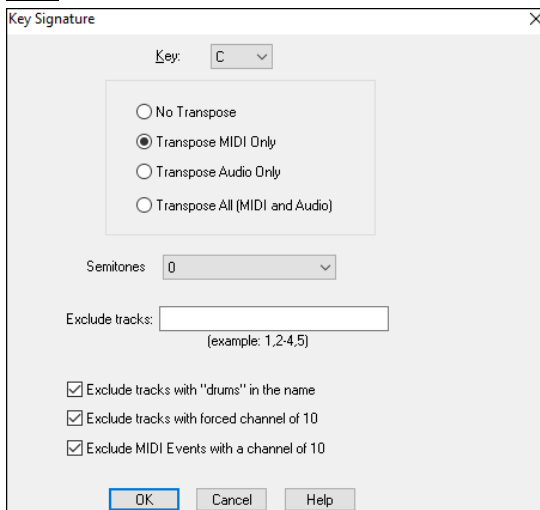 Key Signature
Key: C
No Transpose
Transpose MIDI Only
Transpose Audio Only
Transpose All (MIDI and Audio)
Semitones 0
Exclude tracks:
(example: 1,2-4,5)
Exclude tracks with "drums" in the name
Exclude tracks with forced channel of 10
Exclude MIDI Events with a channel of 10
OK Cancel Help